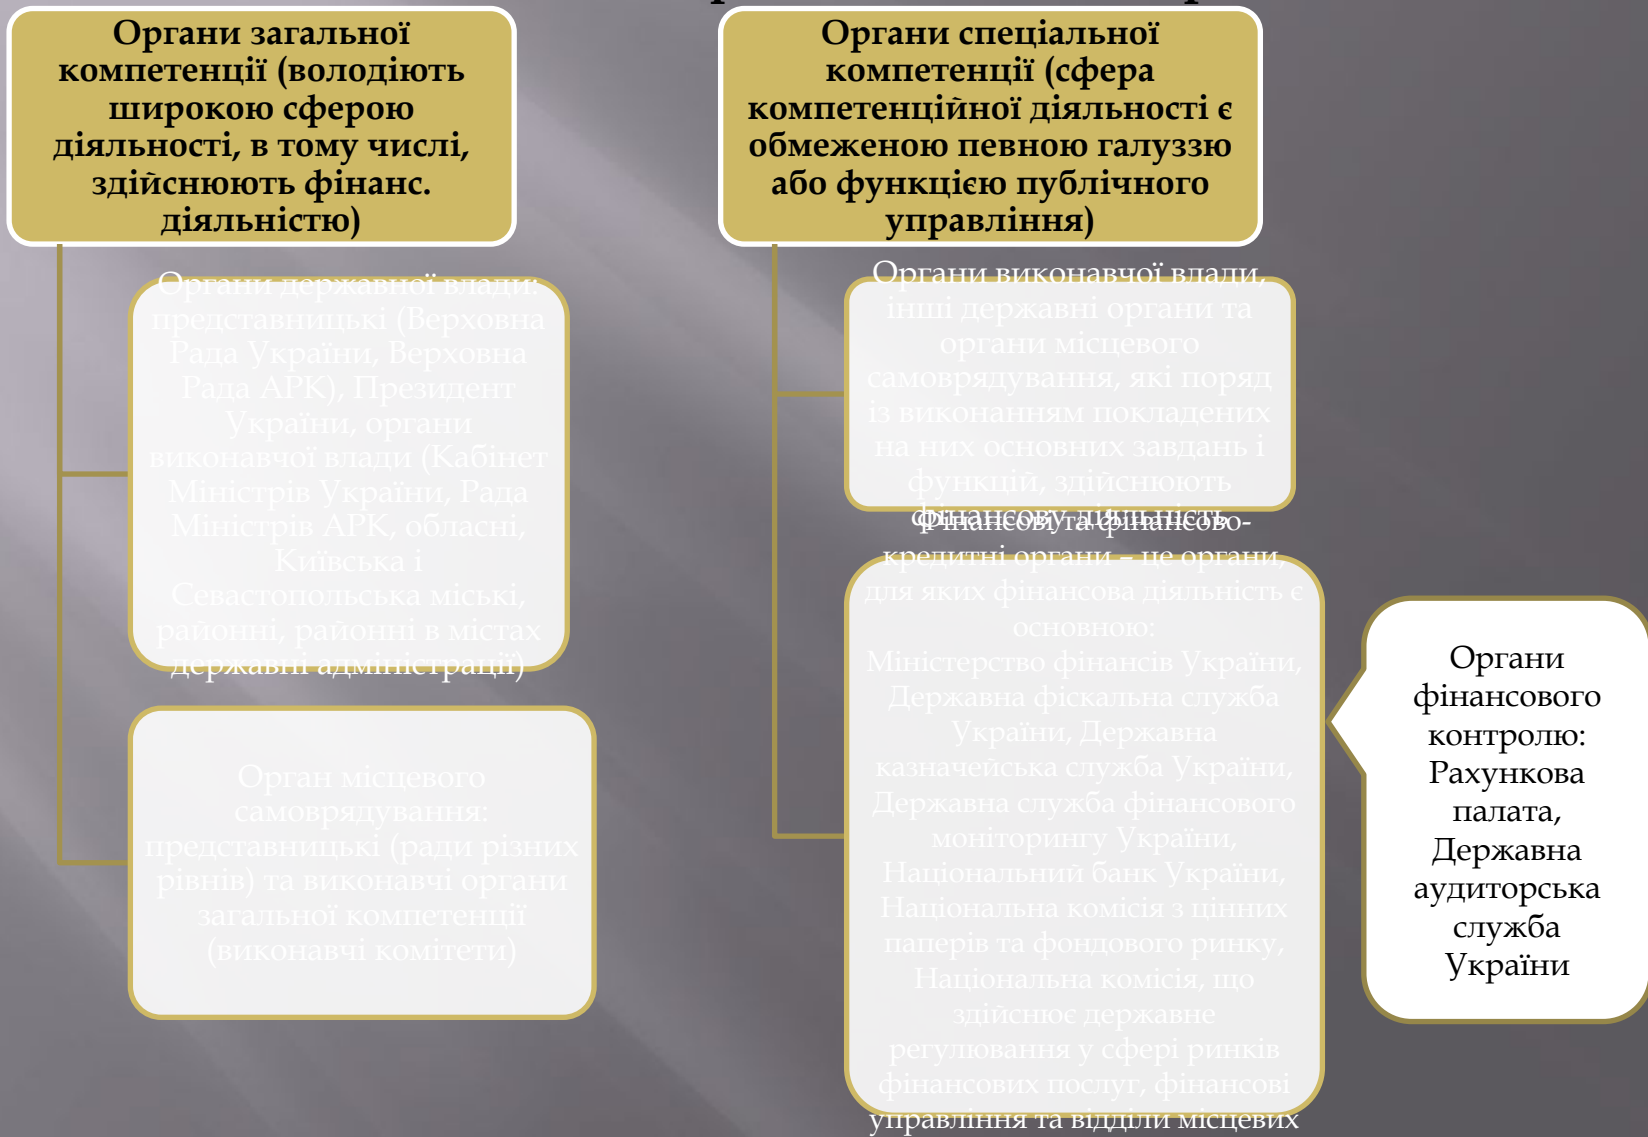 Органи загальної
компетенції (володіють
широкою сферою
діяльності, в тому числі,
здійснюють фінанс.
діяльністю)
Органи державної влади:
представницькі (Верховна
Рада України, Верховна
Рада АРК), Президент
України, органи
виконавчої влади (Кабінет
Міністрів України, Рада
Міністрів АРК, обласні,
Київська і
Севастопольська міські,
районні, районні в містах
державні адміністрації)
Орган місцевого
самоврядування:
представницькі (ради різних
рівнів) та виконавчі органи
загальної компетенції
(виконавчі комітети)
Органи спеціальної
компетенції (сфера
компетенційної діяльності є
обмеженою певною галуззю
або функцією публічного
управління)
Органи виконавчої влади,
інші державні органи та
органи місцевого
самоврядування, які поряд
із виконанням покладених
на них основних завдань і
функцій, здійснюють
фінансову діяльність
Фінансові та фінансово-
кредитні органи – це органи,
для яких фінансова діяльність є
основною:
Міністерство фінансів України,
Державна фіскальна служба
України, Державна
казначейська служба України,
Державна служба фінансового
моніторингу України,
Національний банк України,
Національна комісія з цінних
паперів та фондового ринку,
Національна комісія, що
здійснює державне
регулювання у сфері ринків
фінансових послуг, фінансові
управління та відділи місцевих
Органи
фінансового
контролю:
Рахункова
палата,
Державна
аудиторська
служба
України